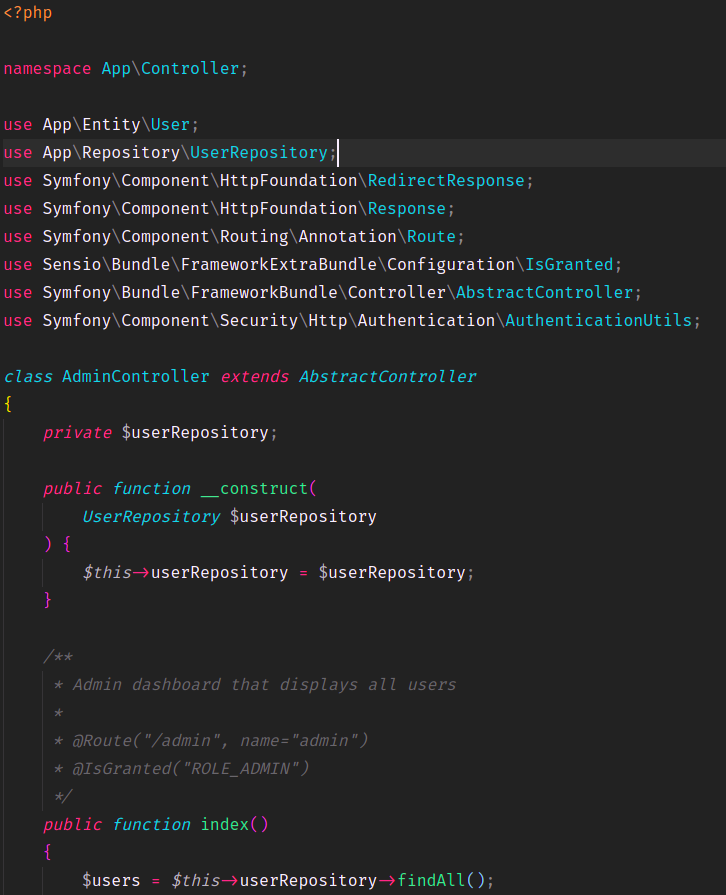 <?php
namespace App\Controller;
use App\Entity\User;
use App\Repository\UserRepository;
use Symfony\Component\HttpFoundation\RedirectResponse;
use Symfony\Component\HttpFoundation\Response;
use Symfony\Component\Routing\Annotation\Route;
use Sensio\Bundle\FrameworkExtraBundle\Configuration\IsGranted;
use Symfony\Bundle\FrameworkBundle\Controller\AbstractController;
use Symfony\Component\Security\Http\Authentication\AuthenticationUtils;
class AdminController extends AbstractController
{
    private $userRepository;
    public function __construct(
        UserRepository $userRepository
    ) {
        $this->userRepository = $userRepository;
    }
    /**
     * Admin dashboard that displays all users
     *
     * @Route("/admin", name="admin")
     * @IsGranted("ROLE_ADMIN")
     */
    public function index()
    {
        $users = $this->userRepository->findAll();